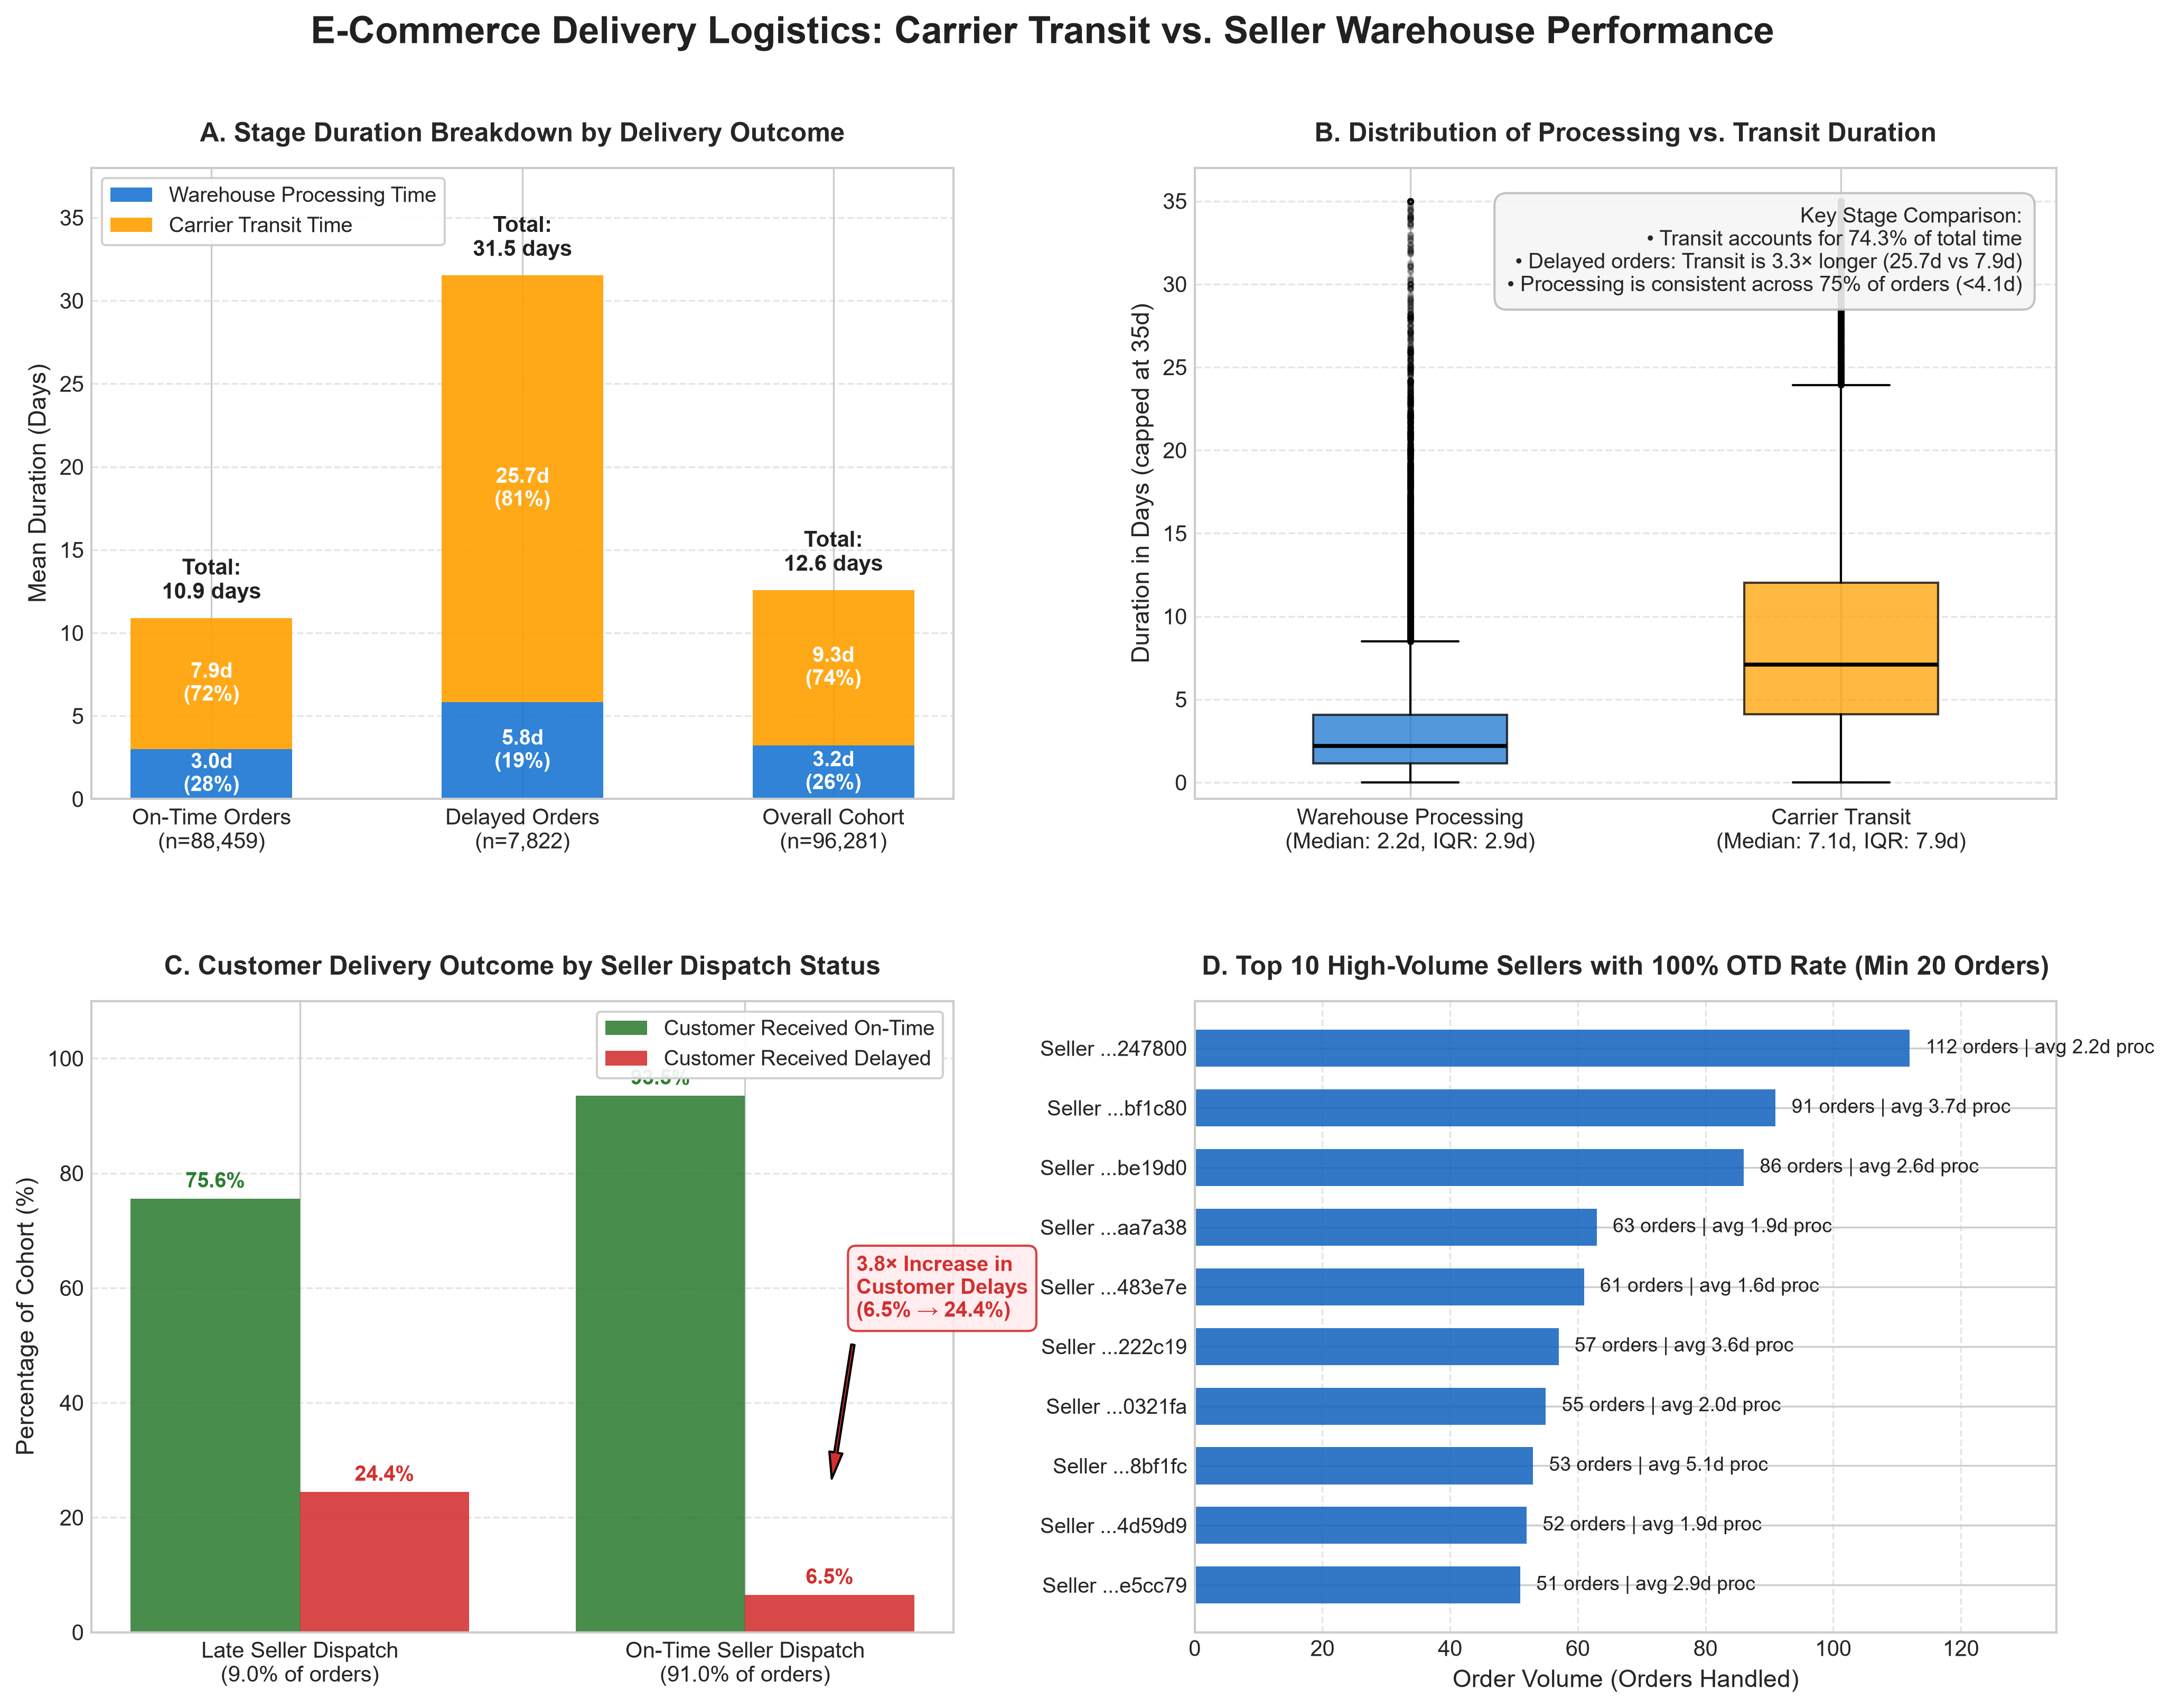 E-Commerce Delivery Logistics: Carrier Transit vs. Seller Warehouse Performance
A. Stage Duration Breakdown by Delivery Outcome
Warehouse Processing Time
Carrier Transit Time
Mean Duration (Days)
35
30
25
20
15
10
5
0
Total:
10.9 days
7.9d
(72%)
3.0d
(28%)
Total:
31.5 days
25.7d
(81%)
5.8d
(19%)
Total:
12.6 days
9.3d
(74%)
3.2d
(26%)
On-Time Orders
(n=88,459)
Delayed Orders
(n=7,822)
Overall Cohort
(n=96,281)
B. Distribution of Processing vs. Transit Duration
Key Stage Comparison:
• Transit accounts for 74.3% of total time
• Delayed orders: Transit is 3.3× longer (25.7d vs 7.9d)
• Processing is consistent across 75% of orders (<4.1d)
Duration in Days (capped at 35d)
35
30
25
20
15
10
5
0
Warehouse Processing
(Median: 2.2d, IQR: 2.9d)
Carrier Transit
(Median: 7.1d, IQR: 7.9d)
C. Customer Delivery Outcome by Seller Dispatch Status
Customer Received On-Time
Customer Received Delayed
Percentage of Cohort (%)
100
80
60
40
20
0
75.6%
24.4%
93.5%
6.5%
3.8× Increase in
Customer Delays
(6.5% → 24.4%)
Late Seller Dispatch
(9.0% of orders)
On-Time Seller Dispatch
(91.0% of orders)
D. Top 10 High-Volume Sellers with 100% OTD Rate (Min 20 Orders)
Seller ...247800
112 orders | avg 2.2d proc
Seller ...bf1c80
91 orders | avg 3.7d proc
Seller ...be19d0
86 orders | avg 2.6d proc
Seller ...aa7a38
63 orders | avg 1.9d proc
Seller ...483e7e
61 orders | avg 1.6d proc
Seller ...222c19
57 orders | avg 3.6d proc
Seller ...0321fa
55 orders | avg 2.0d proc
Seller ...8bf1fc
53 orders | avg 5.1d proc
Seller ...4d59d9
52 orders | avg 1.9d proc
Seller ...e5cc79
51 orders | avg 2.9d proc
0
20
40
60
80
100
120
Order Volume (Orders Handled)